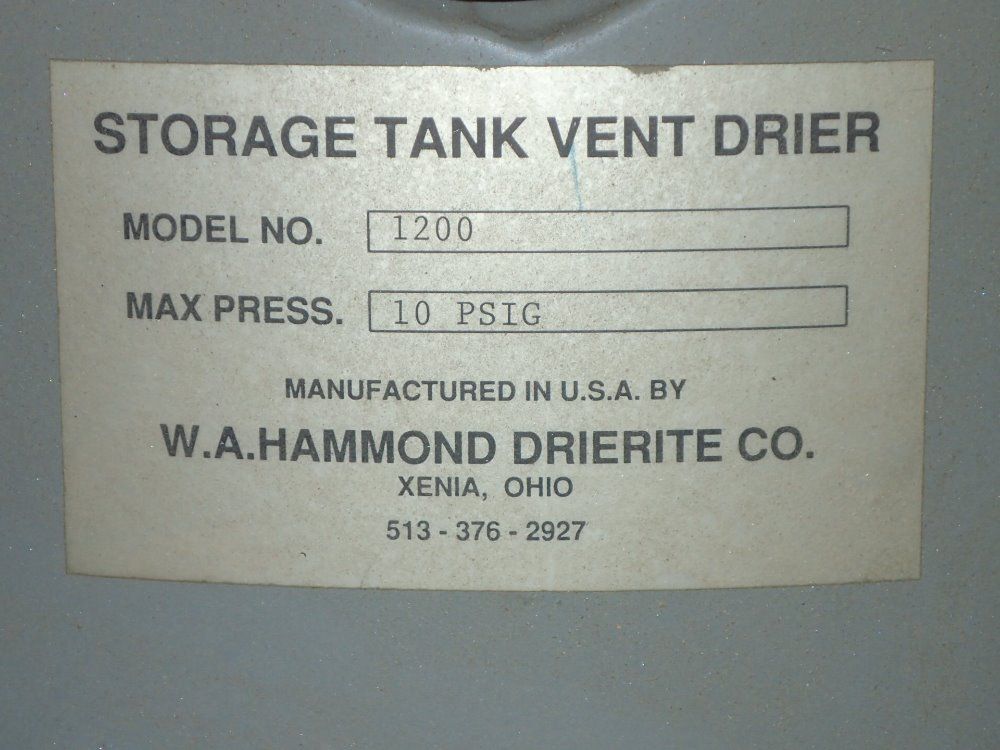 STORAGE TANK VENT DRIER
MODEL NO. 1200
MAX PRESS. 10 PSIG
MANUFACTURED IN U.S.A. BY
W.A.HAMMOND DRIERITE CO.
XENIA, OHIO
513 - 376 - 2927